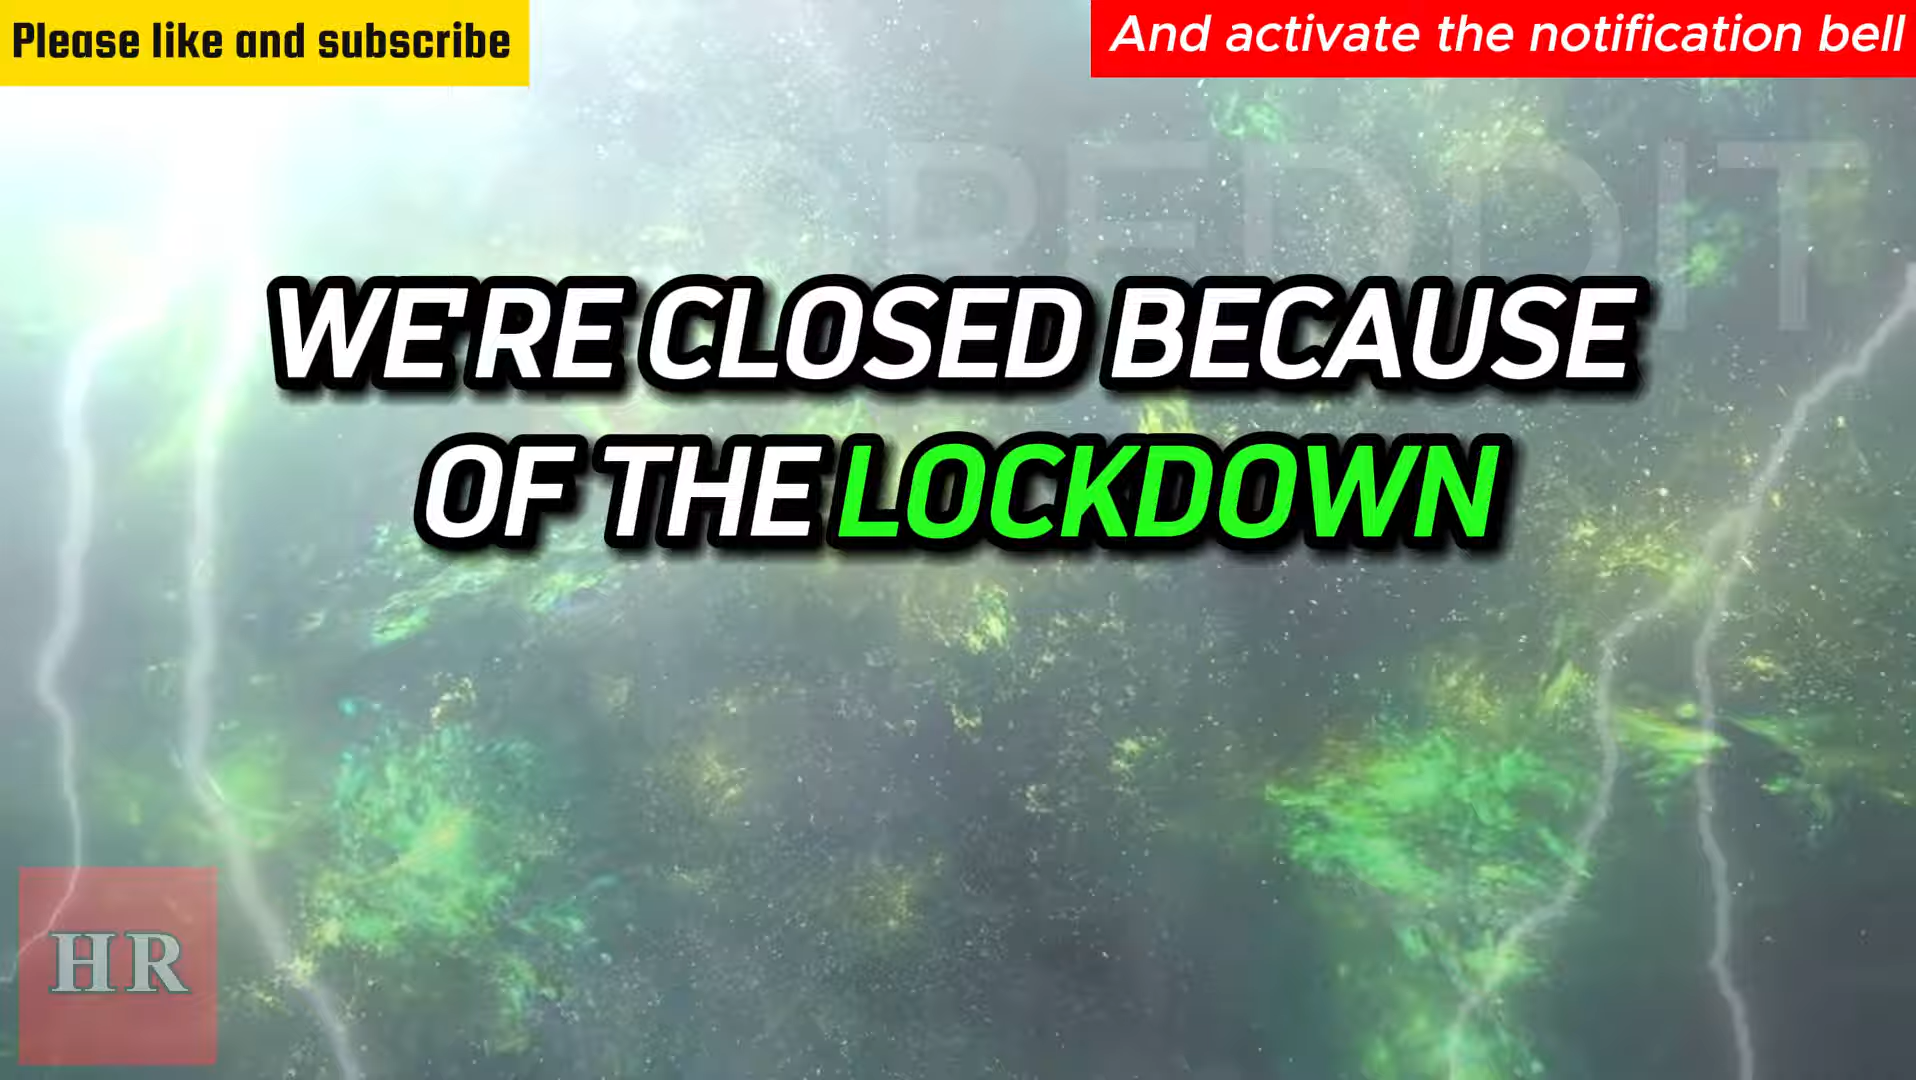 Please like and subscribe
And activate the notification bell
REDDIT
WE'RE CLOSED BECAUSE
OF THE LOCKDOWN
HR